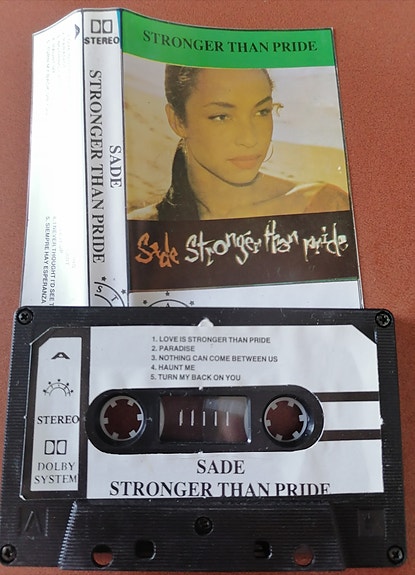 STEREO
STRONGER THAN PRIDE
SADE
STRONGER THAN PRIDE
Sade Stronger than pride
5. SIEMPRE HAY ESPERANZA
A
STEREO
DOLBY
SYSTEM
1. LOVE IS STRONGER THAN PRIDE
2. PARADISE
3. NOTHING CAN COME BETWEEN US
4. HAUNT ME
5. TURN MY BACK ON YOU
SADE
STRONGER THAN PRIDE
A